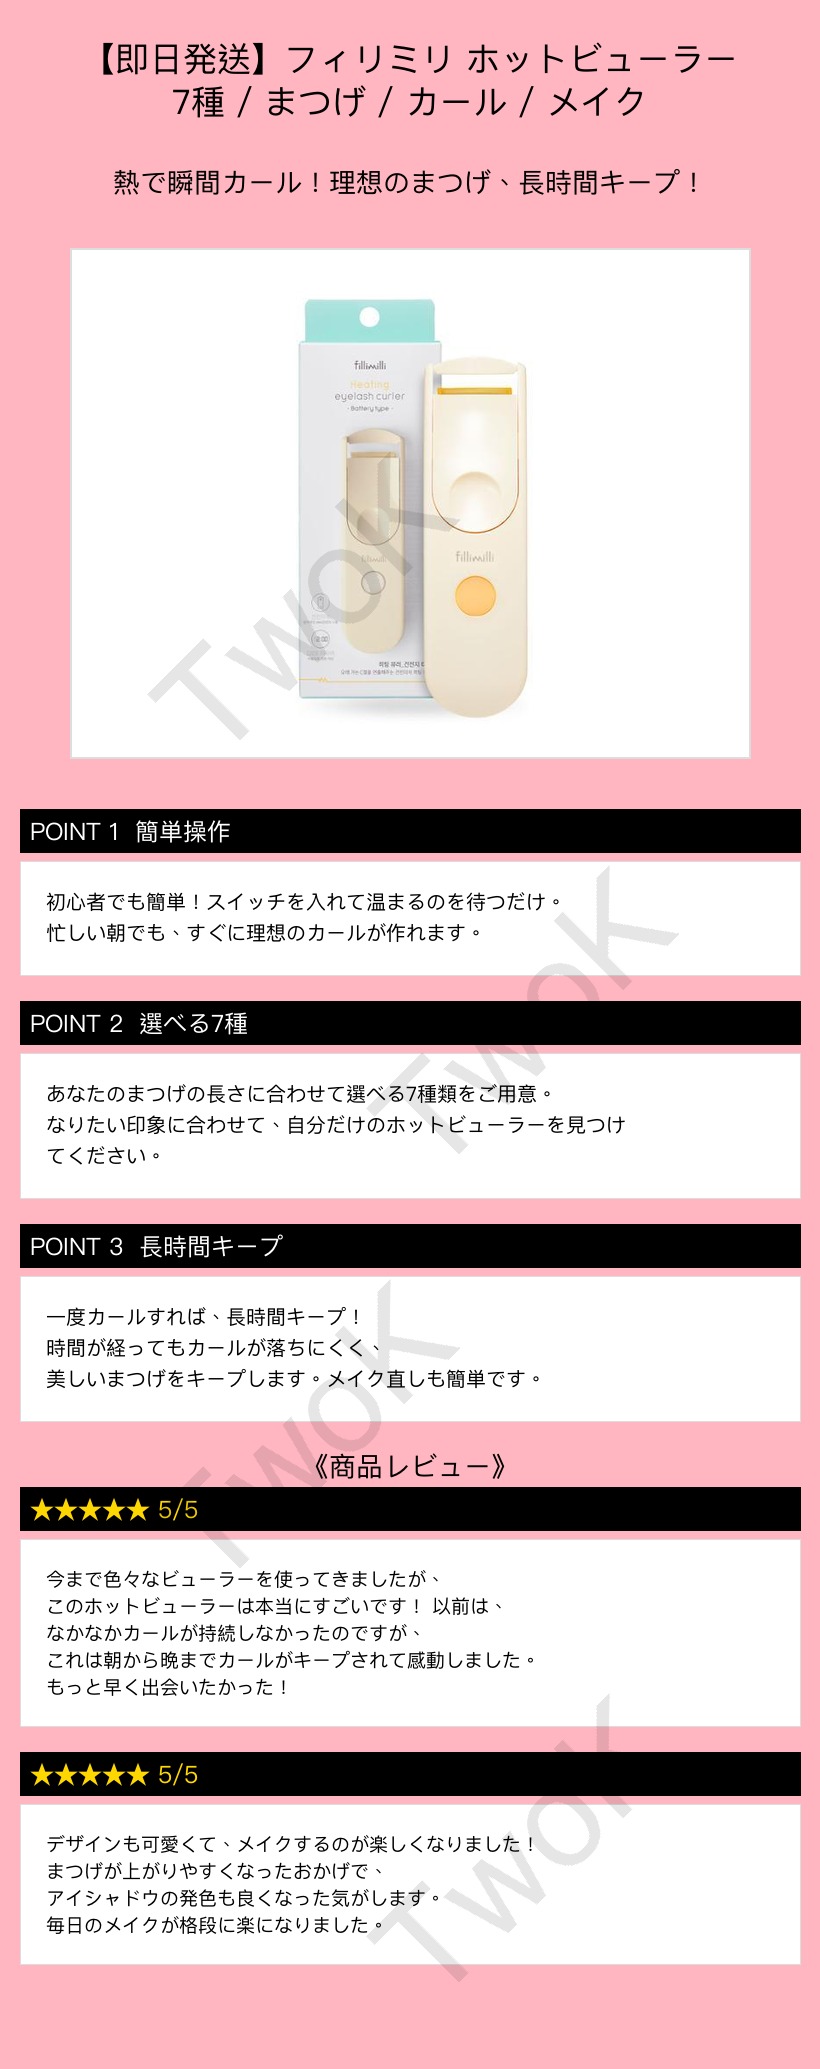 【即日発送】フィリミリ ホットビューラー
7種 / まつげ / カール / メイク
熱で瞬間カール！理想のまつげ、長時間キープ！
fillimilli
Heating
eyelash curler
- Battery type -
fillimilli
fillimilli
TwoK
POINT 1 簡単操作
初心者でも簡単！スイッチを入れて温まるのを待つだけ。
忙しい朝でも、すぐに理想のカールが作れます。
TwoK
POINT 2 選べる7種
あなたのまつげの長さに合わせて選べる7種類をご用意。
なりたい印象に合わせて、自分だけのホットビューラーを見つけ
てください。
POINT 3 長時間キープ
一度カールすれば、長時間キープ！
時間が経ってもカールが落ちにくく、
美しいまつげをキープします。メイク直しも簡単です。
TwoK
《商品レビュー》
★★★★★ 5/5
今まで色々なビューラーを使ってきましたが、
このホットビューラーは本当にすごいです！ 以前は、
なかなかカールが持続しなかったのですが、
これは朝から晩までカールがキープされて感動しました。
もっと早く出会いたかった！
★★★★★ 5/5
デザインも可愛くて、メイクするのが楽しくなりました！
まつげが上がりやすくなったおかげで、
アイシャドウの発色も良くなった気がします。
毎日のメイクが格段に楽になりました。
TwoK